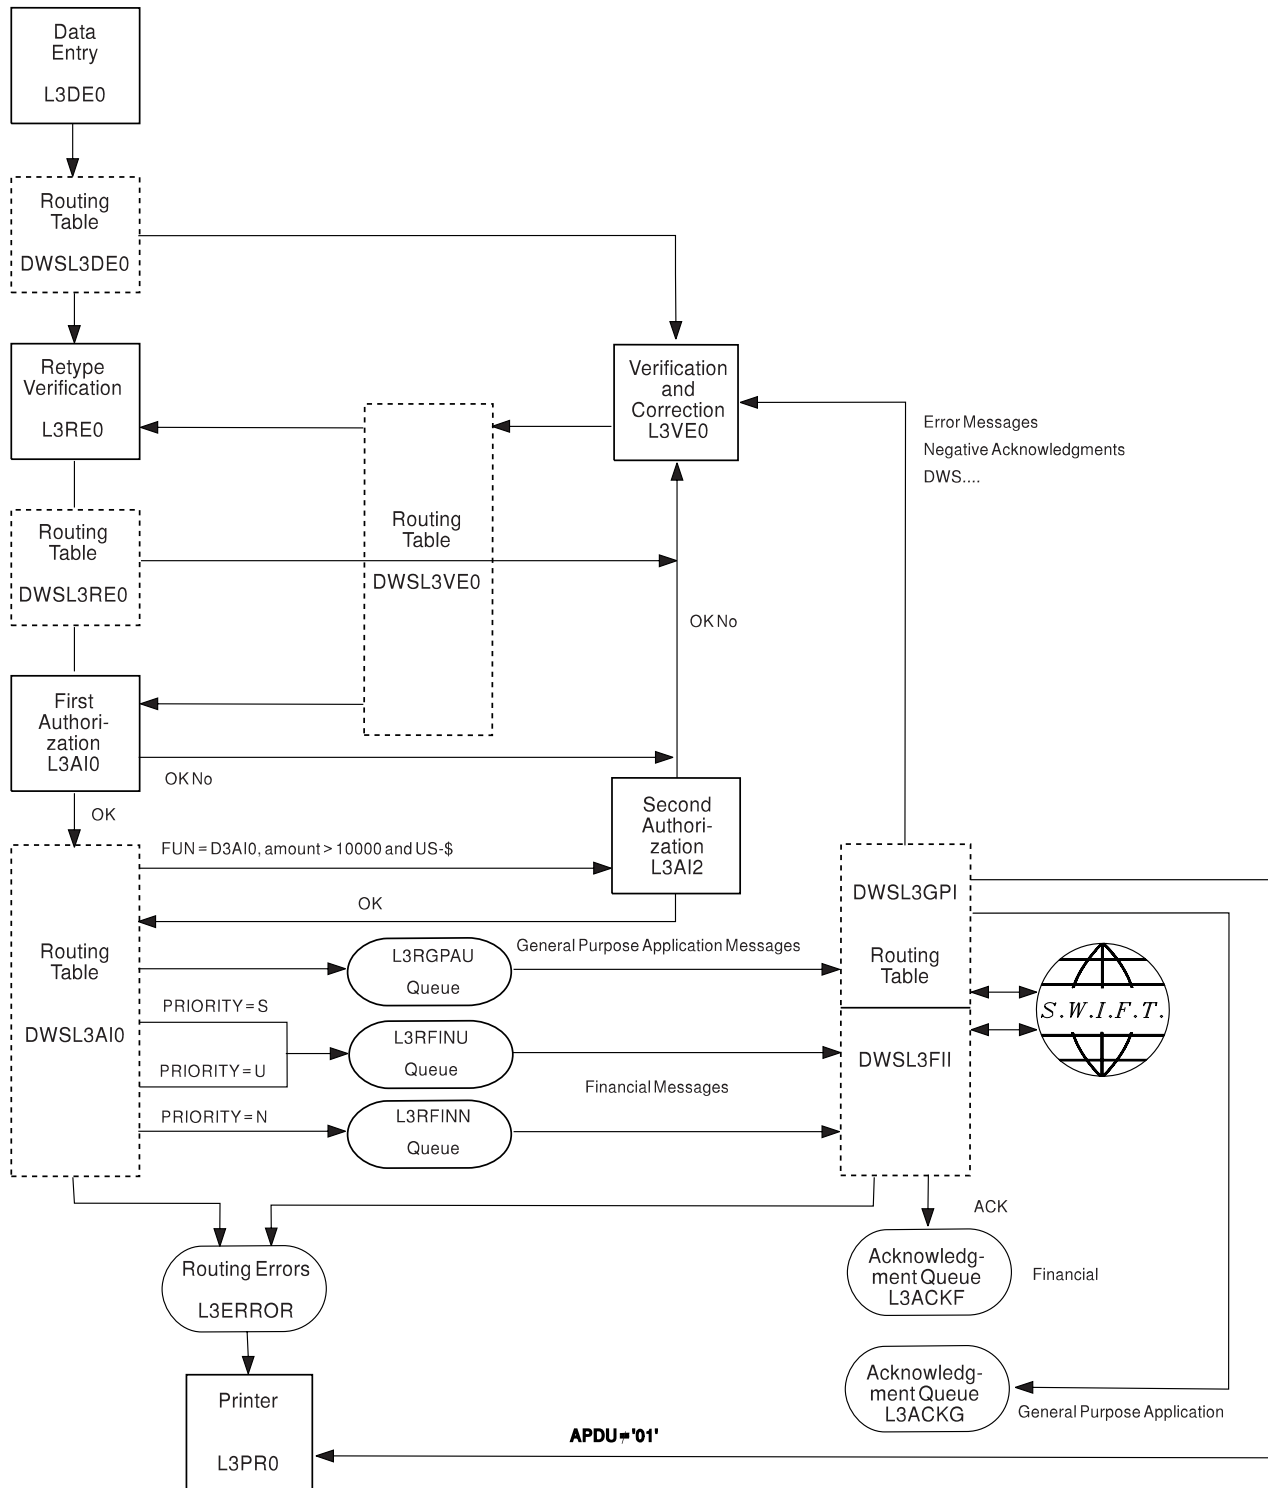 Data
Entry
L3DE0
Routing
Table
DWSL3DE0
Retype
Verification
L3RE0
Verification
and
Correction
L3VE0
Error Messages
Negative Acknowledgments
DWS....
Routing
Table
DWSL3RE0
Routing
Table
DWSL3VE0
OK No
First
Authori-
zation
L3AI0
OK No
OK
Second
Authori-
zation
L3AI2
FUN = D3AI0, amount > 10000 and US-$
OK
Routing
Table
DWSL3AI0
L3RGPAU
Queue
General Purpose Application Messages
PRIORITY = S
PRIORITY = U
L3RFINU
Queue
Financial Messages
PRIORITY = N
L3RFINN
Queue
DWSL3GPI
Routing
Table
DWSL3FII
S.W.I.F.T.
ACK
Routing Errors
L3ERROR
Acknowledg-
ment Queue
L3ACKF
Financial
Acknowledg-
ment Queue
L3ACKG
General Purpose Application
Printer
L3PR0
APDU ≠ '01'